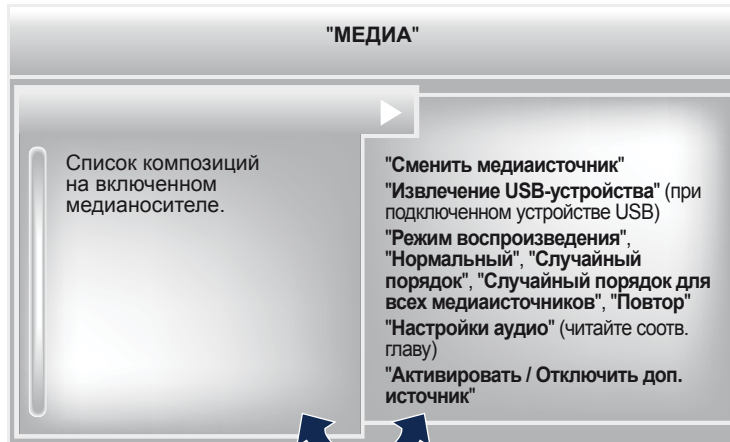 "МЕДИА"
Список композиций
на включенном
медианосителе.
"Сменить медиаисточник"
"Извлечение USB-устройства" (при
подключенном устройстве USB)
"Режим воспроизведения",
"Нормальный", "Случайный
порядок", "Случайный порядок для
всех медиаисточников", "Повтор"
"Настройки аудио" (читайте соотв.
главу)
"Активировать / Отключить доп.
источник"